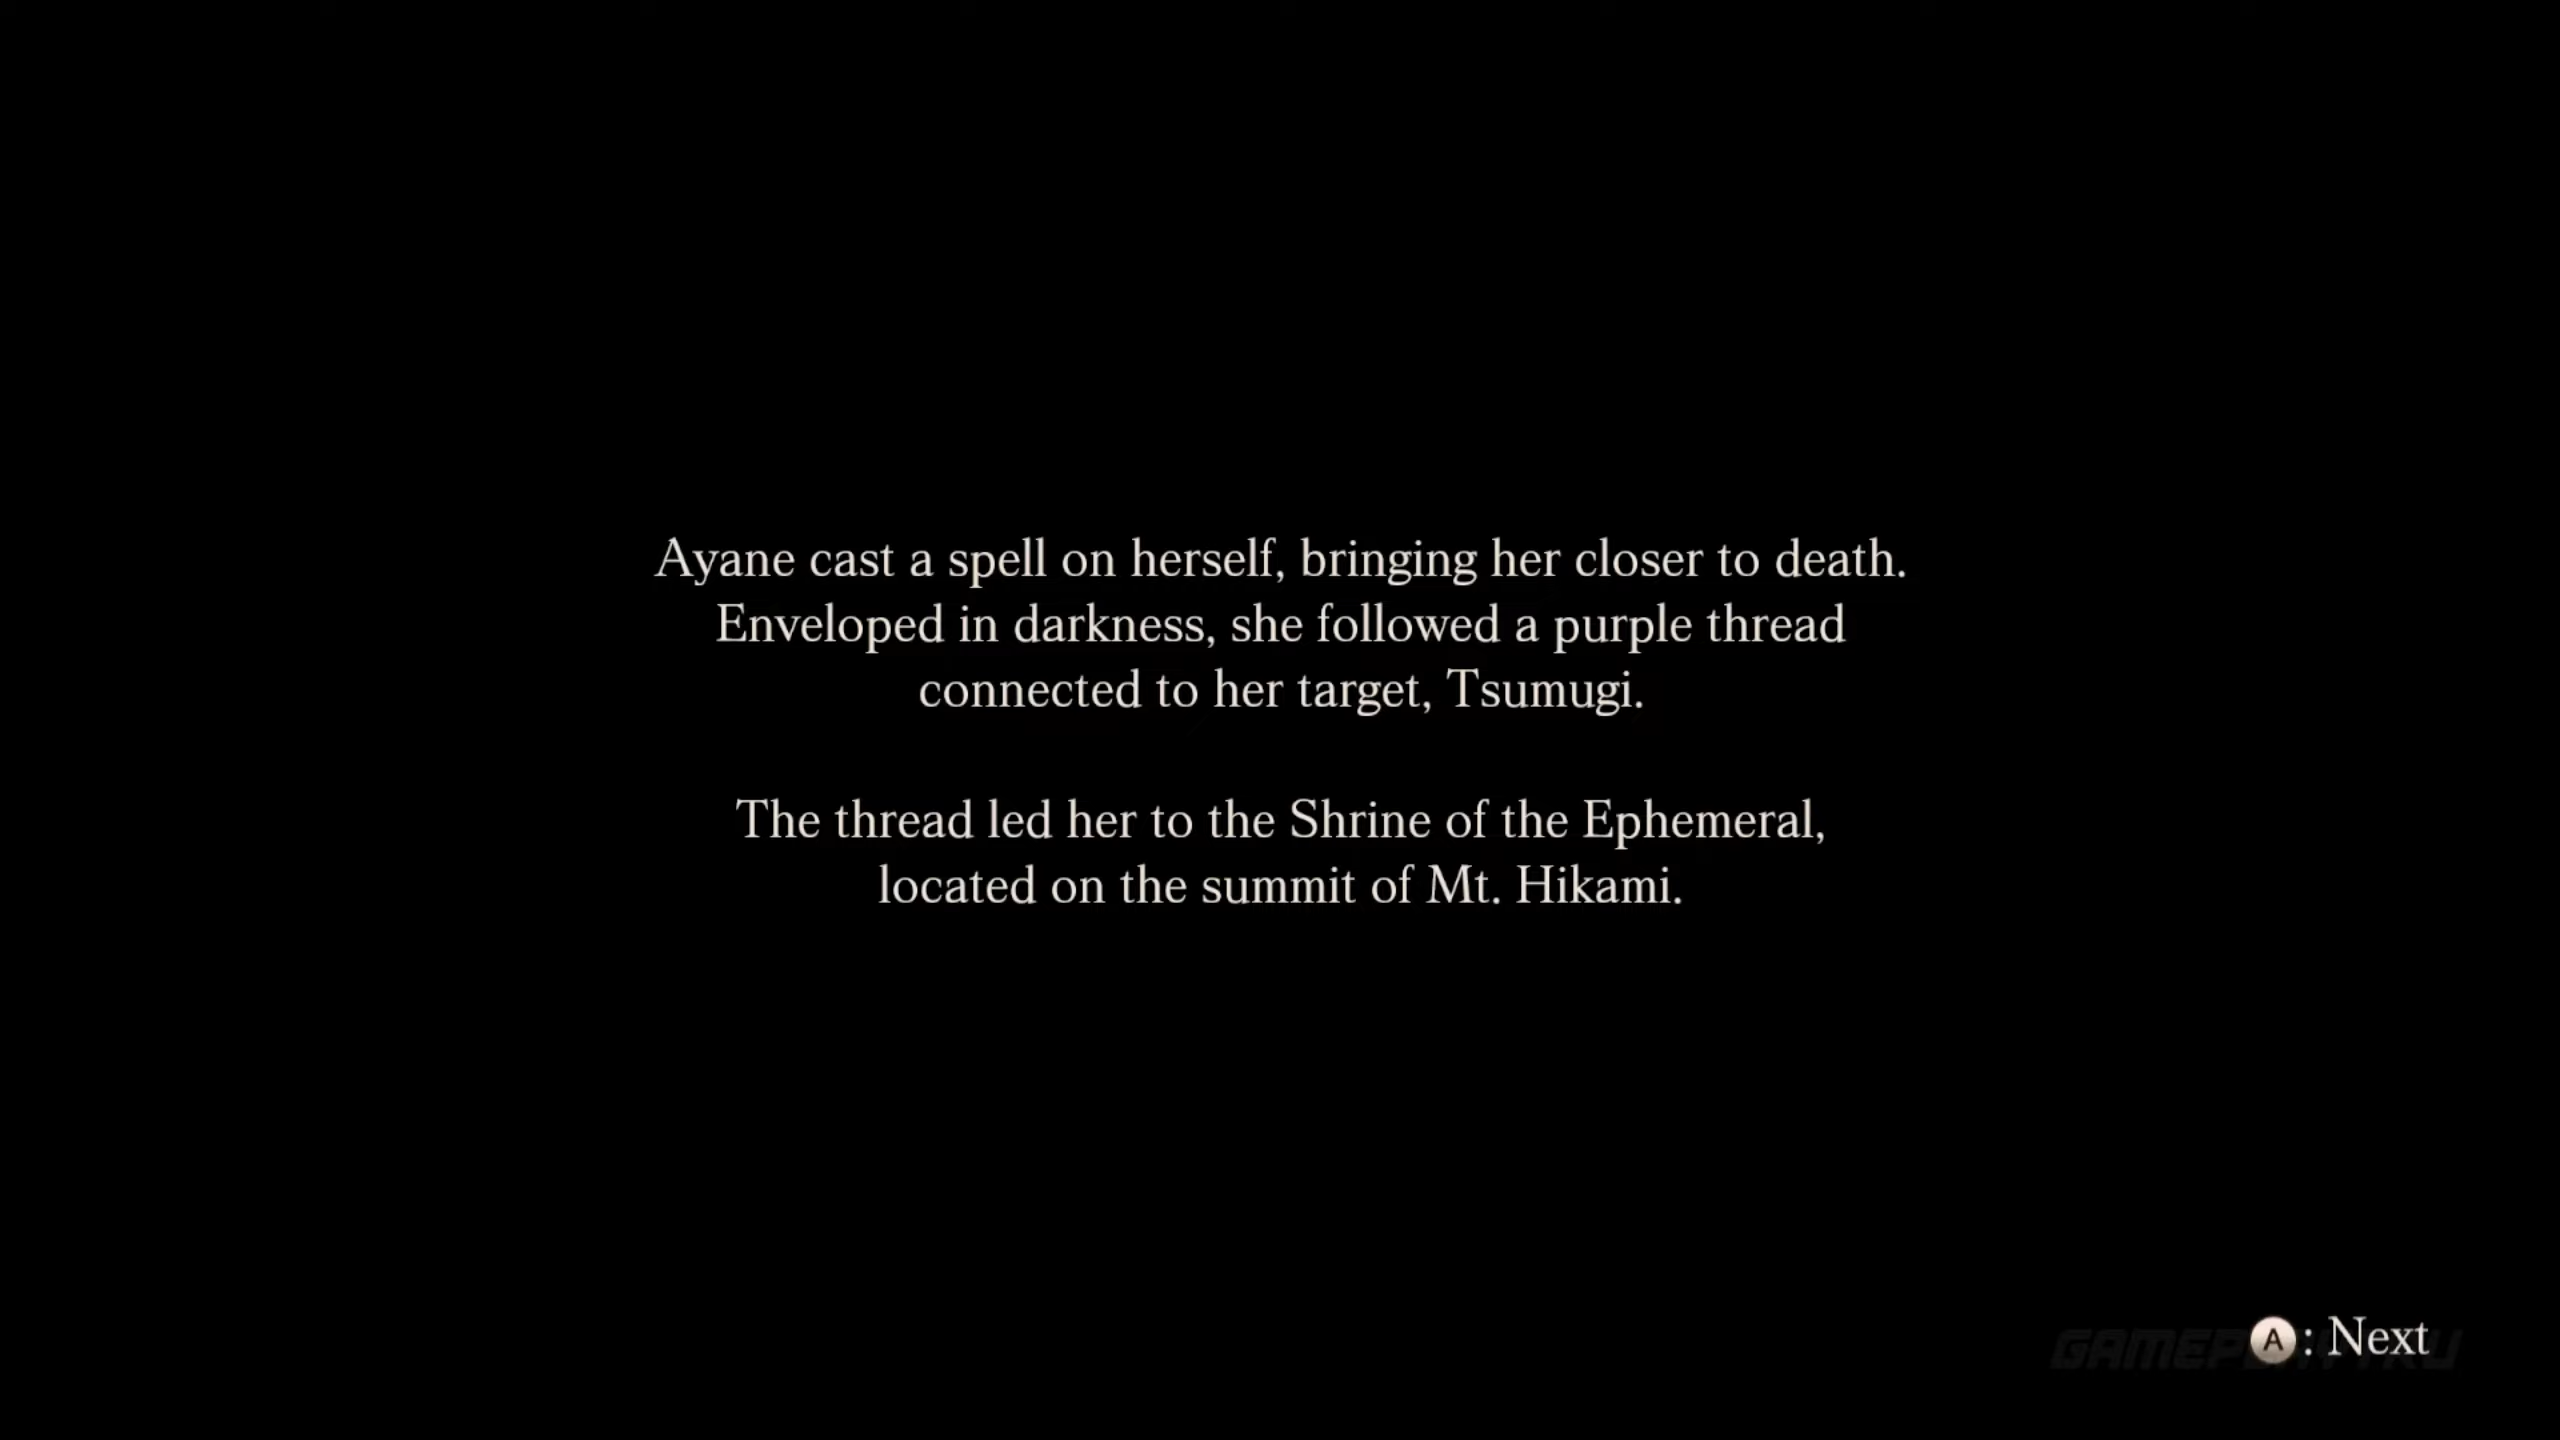 Ayane cast a spell on herself, bringing her closer to death.
Enveloped in darkness, she followed a purple thread
connected to her target, Tsumugi.
The thread led her to the Shrine of the Ephemeral,
located on the summit of Mt. Hikami.
A: Next